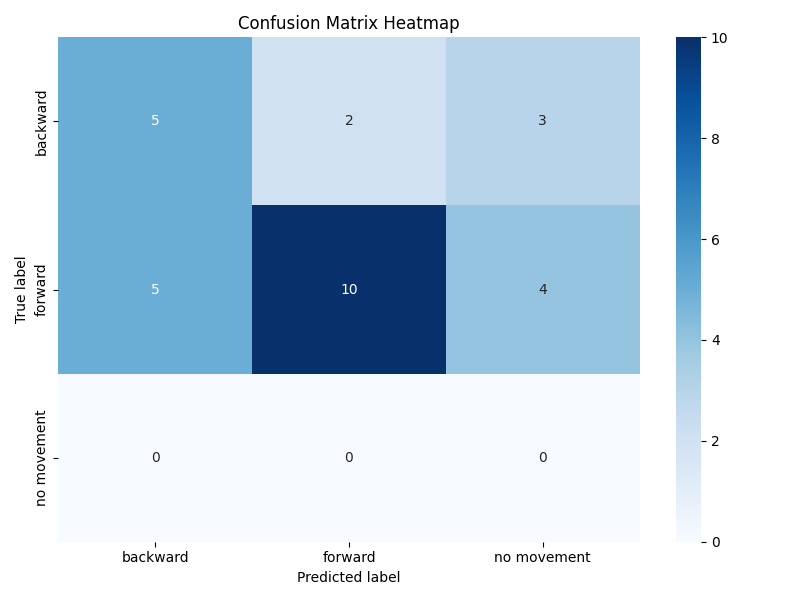 Confusion Matrix Heatmap
True label
backward
5 2 3
forward
5 10 4
no movement
0 0 0
backward forward no movement
Predicted label
10
8
6
4
2
0